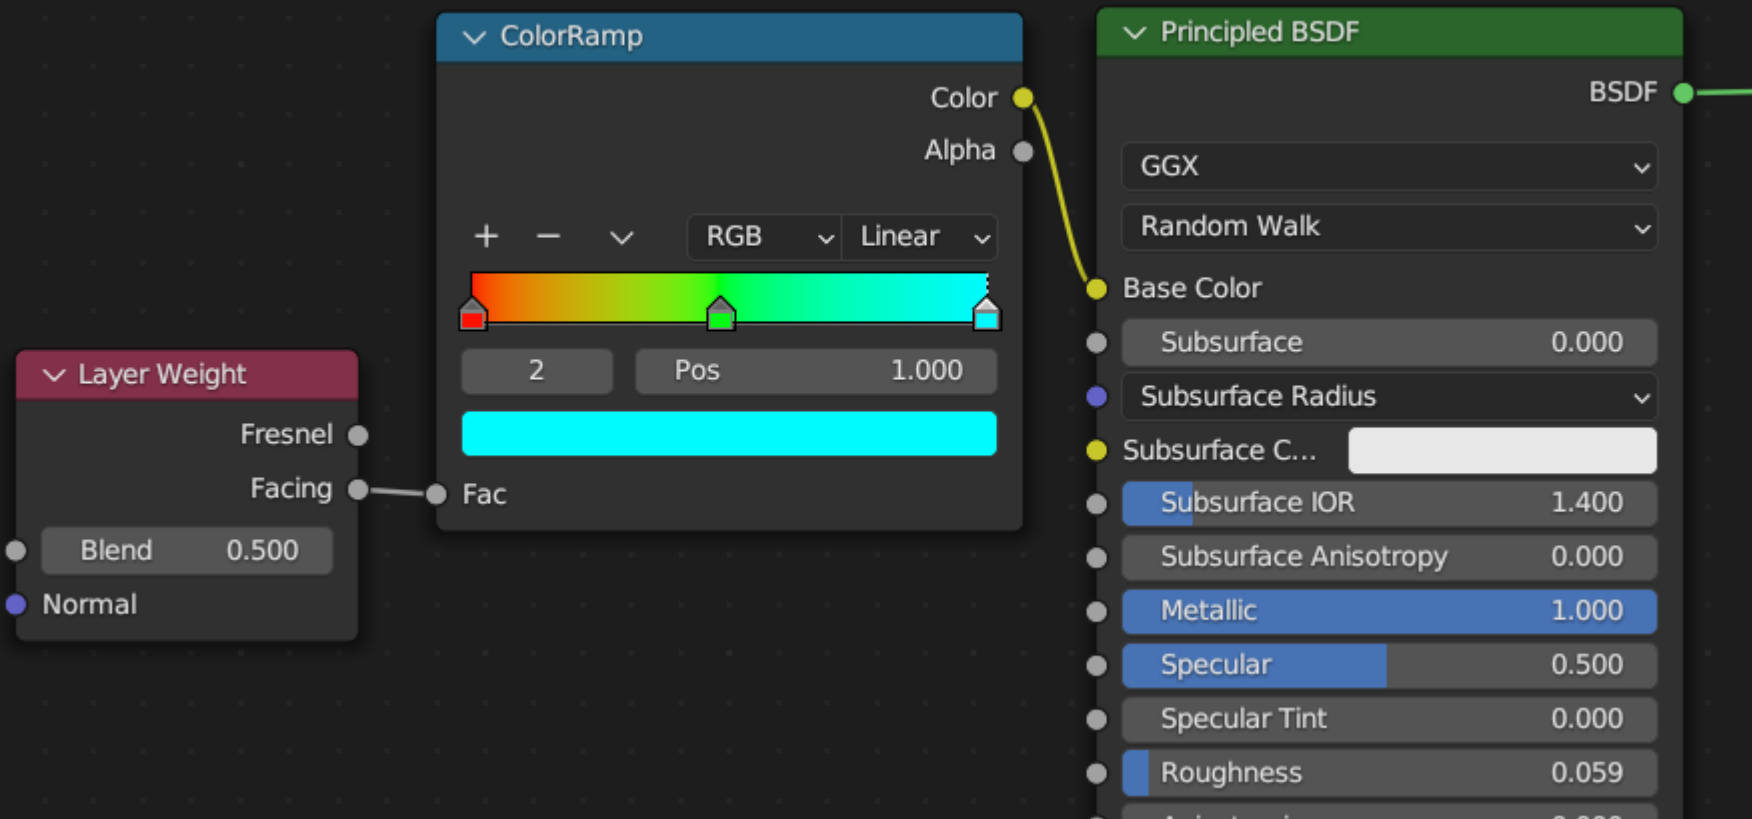 Layer Weight
Fresnel
Facing
Blend 0.500
Normal
ColorRamp
Color
Alpha
RGB Linear
2 Pos 1.000
Fac
Principled BSDF
BSDF
GGX
Random Walk
Base Color
Subsurface 0.000
Subsurface Radius
Subsurface C...
Subsurface IOR 1.400
Subsurface Anisotropy 0.000
Metallic 1.000
Specular 0.500
Specular Tint 0.000
Roughness 0.059